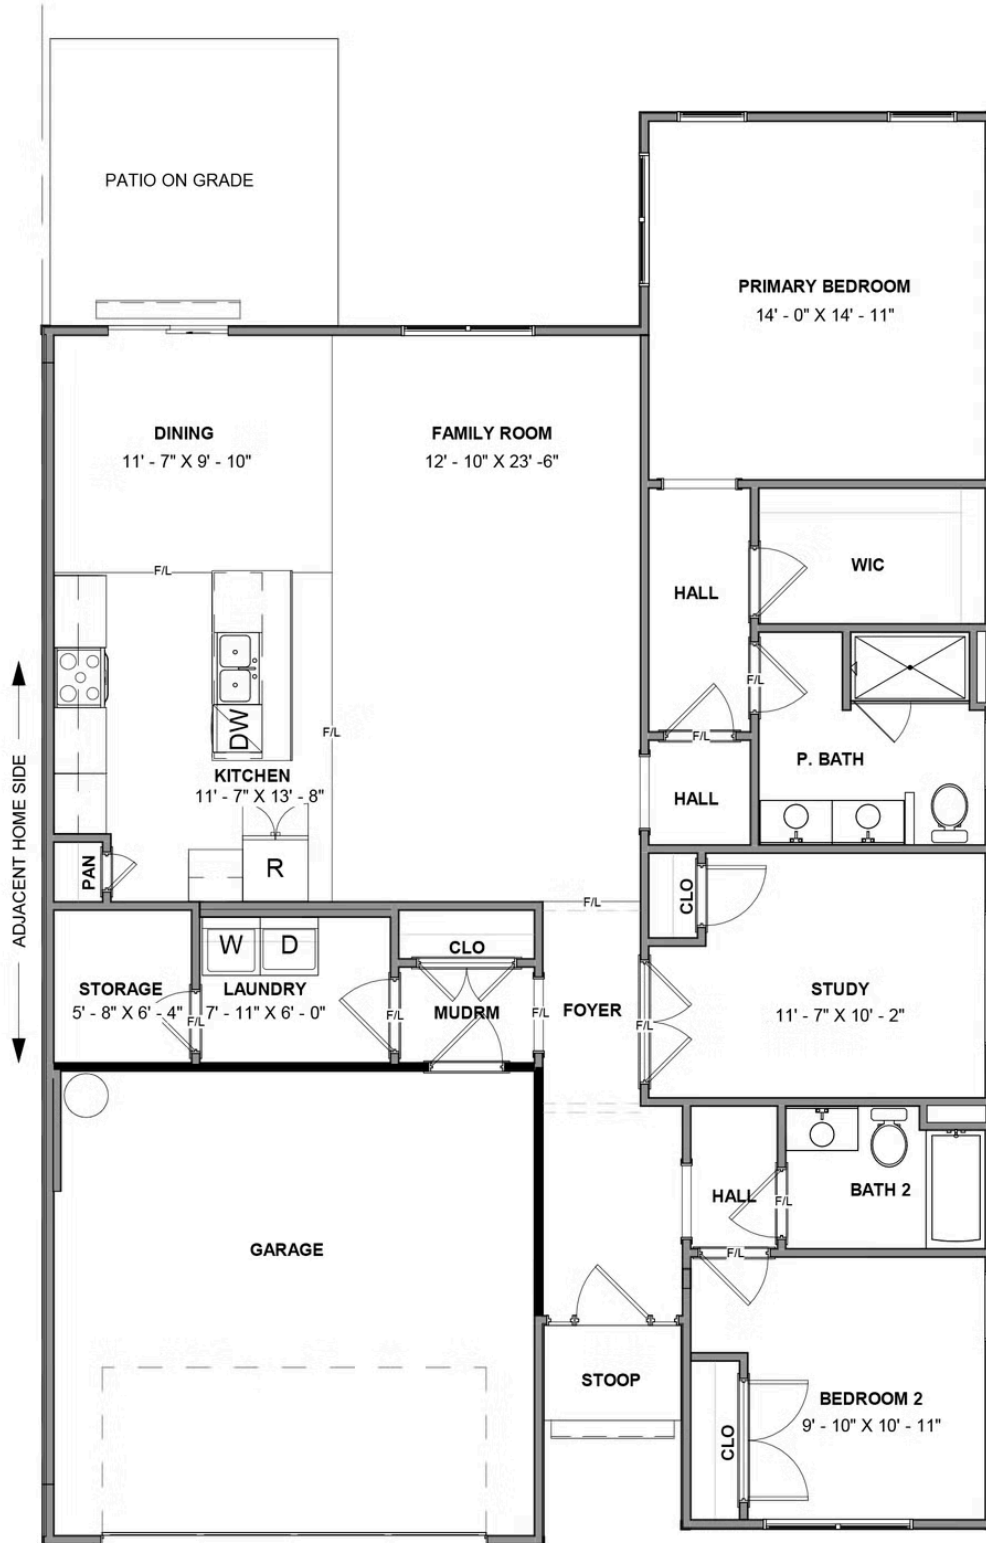 PATIO ON GRADE
PRIMARY BEDROOM
14' - 0" X 14' - 11"
DINING
11' - 7" X 9' - 10"
FAMILY ROOM
12' - 10" X 23' -6"
F/L
WIC
HALL
F/L
DW
F/L
F/L
P. BATH
KITCHEN
11' - 7" X 13' - 8"
HALL
ADJACENT HOME SIDE
PAN
R
CLO
F/L
W
D
CLO
STORAGE
5' - 8" X 6' - 4"
F/L
LAUNDRY
7' - 11" X 6' - 0"
F/L
MUDRM
F/L
FOYER
F/L
STUDY
11' - 7" X 10' - 2"
HALL
F/L
BATH 2
F/L
GARAGE
STOOP
BEDROOM 2
9' - 10" X 10' - 11"
CLO